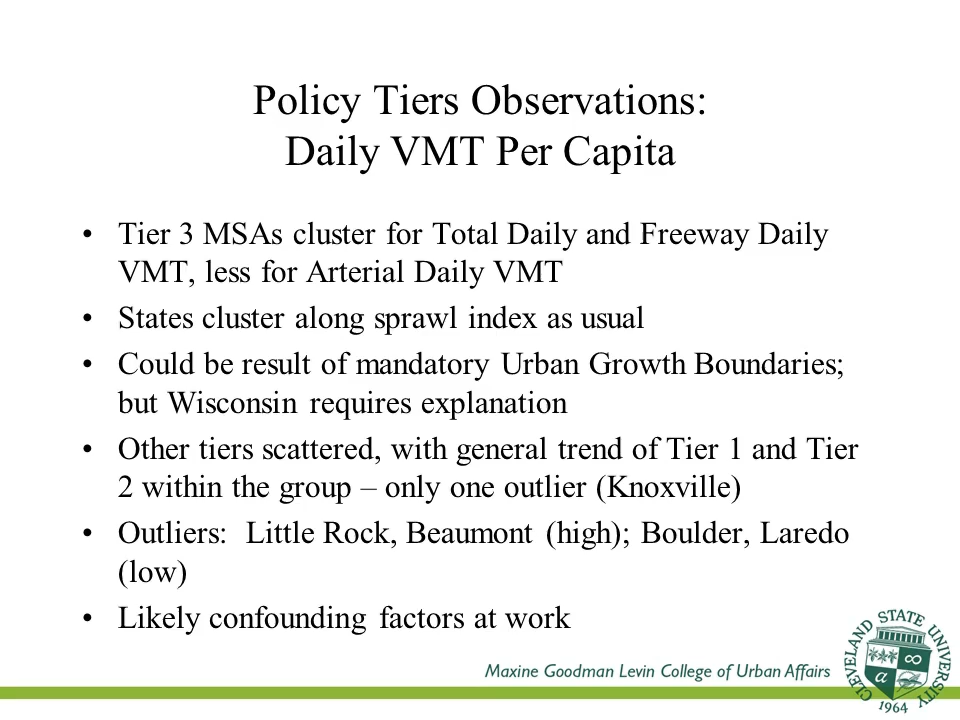 Policy Tiers Observations:
Daily VMT Per Capita
• Tier 3 MSAs cluster for Total Daily and Freeway Daily
VMT, less for Arterial Daily VMT
• States cluster along sprawl index as usual
• Could be result of mandatory Urban Growth Boundaries;
but Wisconsin requires explanation
• Other tiers scattered, with general trend of Tier 1 and Tier
2 within the group – only one outlier (Knoxville)
• Outliers:  Little Rock, Beaumont (high); Boulder, Laredo
(low)
• Likely confounding factors at work
Maxine Goodman Levin College of Urban Affairs
CLEVELAND STATE UNIVERSITY
a ∞
1964